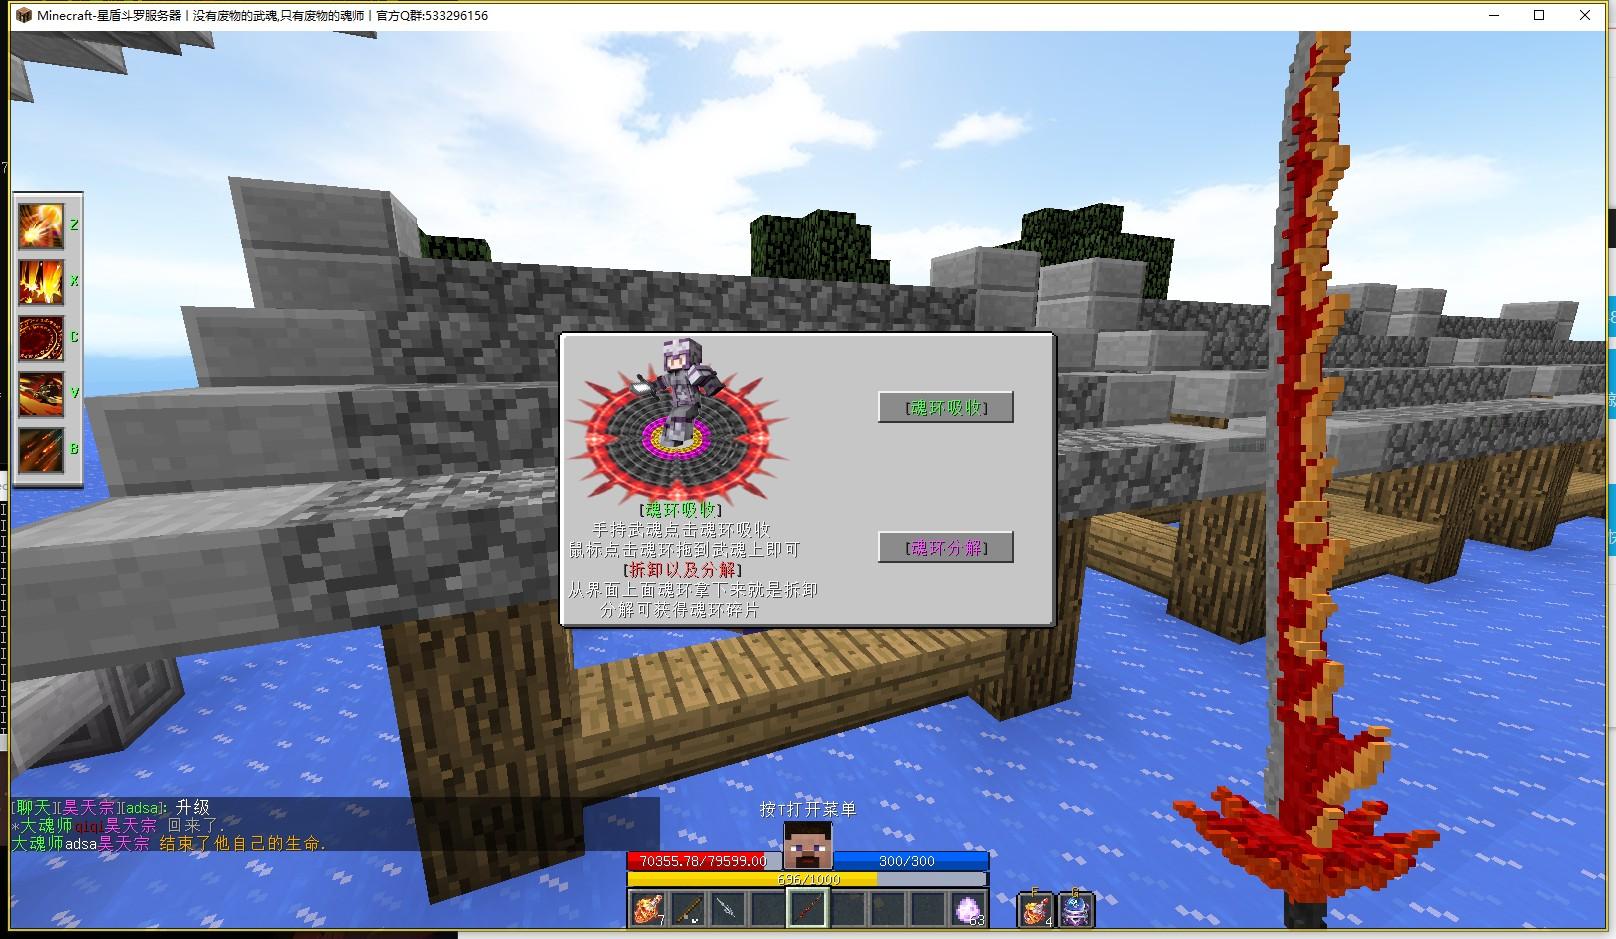 Minecraft-星盾斗罗服务器丨没有废物的武魂,只有废物的魂师丨官方Q群:533296156
Z
X
C
V
B
[魂环吸收]
[魂环吸收]
手持武魂点击魂环吸收
鼠标点击魂环拖到武魂上即可
[拆卸以及分解]
[魂环分解]
从界面上面魂环拿下来就是拆卸
分解可获得魂环碎片
[聊天][昊天宗][adsa]: 升级
*大魂师qiqi昊天宗 回来了.
大魂师adsa昊天宗 结束了他自己的生命.
按T打开菜单
70355.78/79599.00
300/300
696/1000
7
63
F
G
4